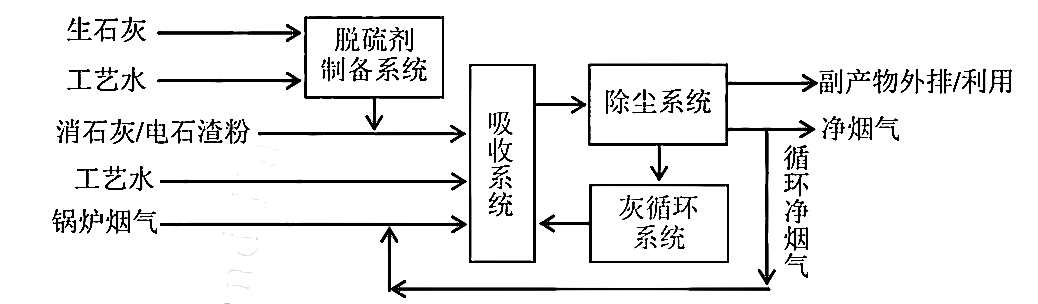 生石灰
工艺水
脱硫剂
制备系统
消石灰/电石渣粉
工艺水
锅炉烟气
吸收系统
除尘系统
灰循环
系统
副产物外排/利用
净烟气
循环净烟气